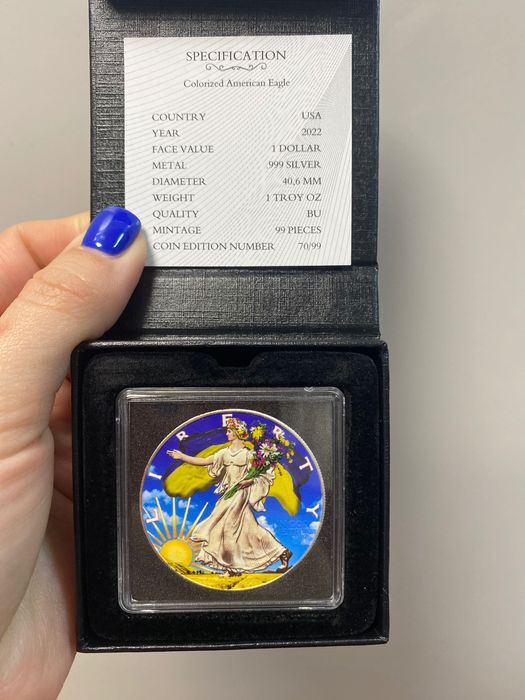 SPECIFICATION
Colorized American Eagle
COUNTRY USA
YEAR 2022
FACE VALUE 1 DOLLAR
METAL .999 SILVER
DIAMETER 40,6 MM
WEIGHT 1 TROY OZ
QUALITY BU
MINTAGE 99 PIECES
COIN EDITION NUMBER 70/99
LIBERTY